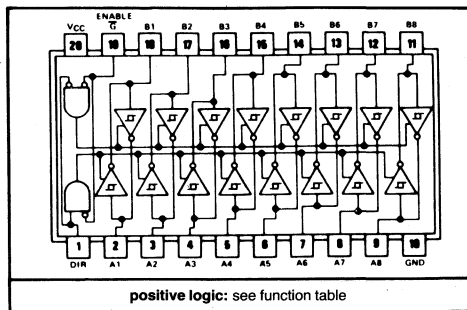 ENABLE
VCC G̅ B1 B2 B3 B4 B5 B6 B7 B8
20 19 18 17 16 15 14 13 12 11
1 2 3 4 5 6 7 8 9 10
DIR A1 A2 A3 A4 A5 A6 A7 A8 GND
positive logic: see function table